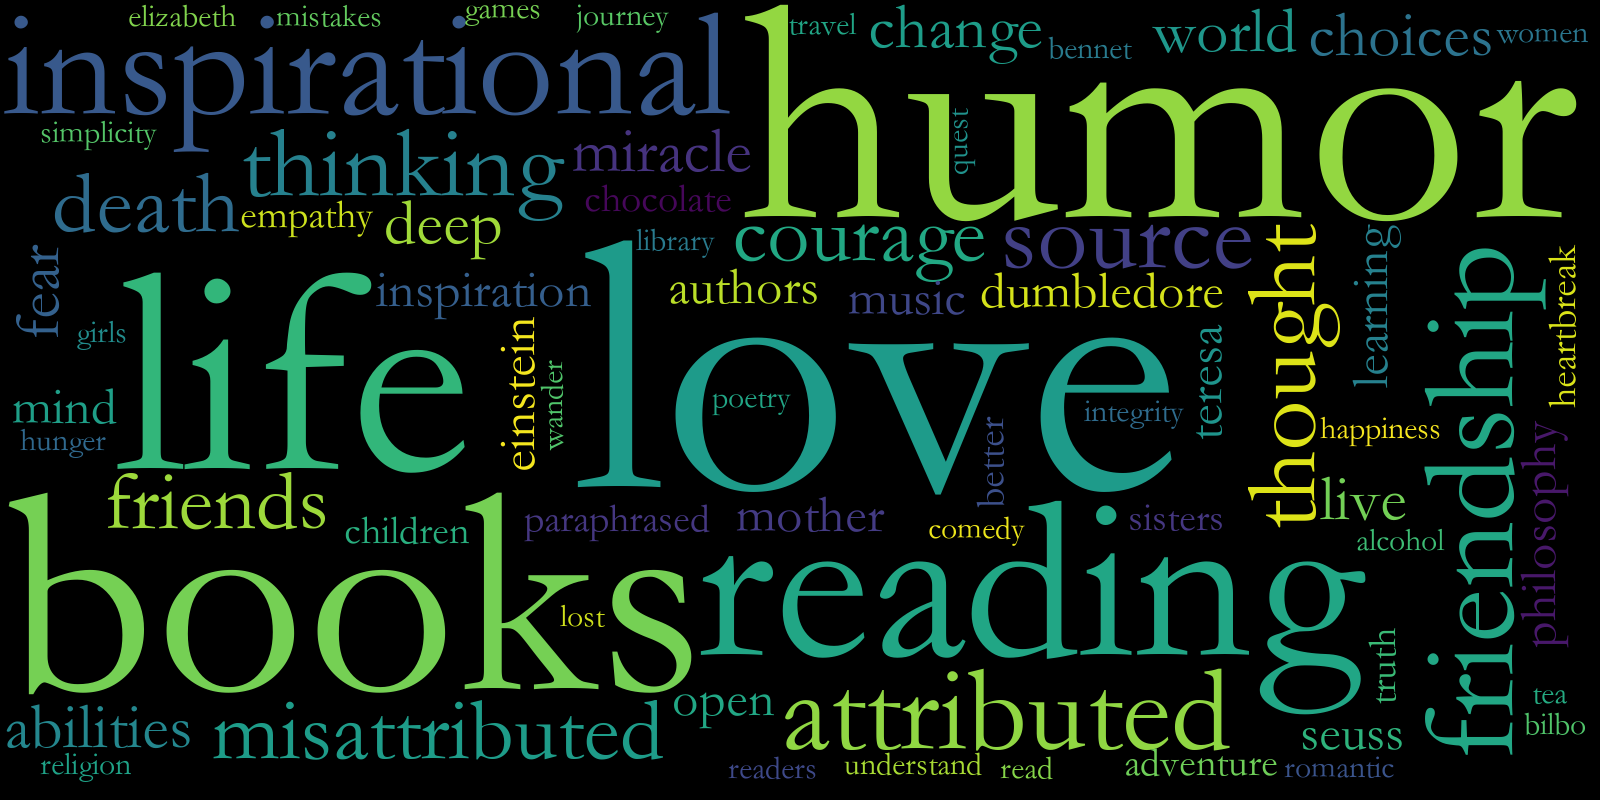 elizabeth
mistakes
games
journey
travel
change
bennet
world
choices
women
inspirational
humor
simplicity
thinking
miracle
quest
death
chocolate
empathy
deep
library
courage
source
thought
learning
friendship
heartbreak
fear
inspiration
authors
music
dumbledore
girls
life
love
einstein
wander
teresa
mind
poetry
integrity
hunger
happiness
better
philosophy
friends
children
paraphrased
mother
comedy
sisters
live
alcohol
books
reading
lost
truth
abilities
misattributed
open
attributed
seuss
tea
bilbo
religion
readers
understand
read
adventure
romantic